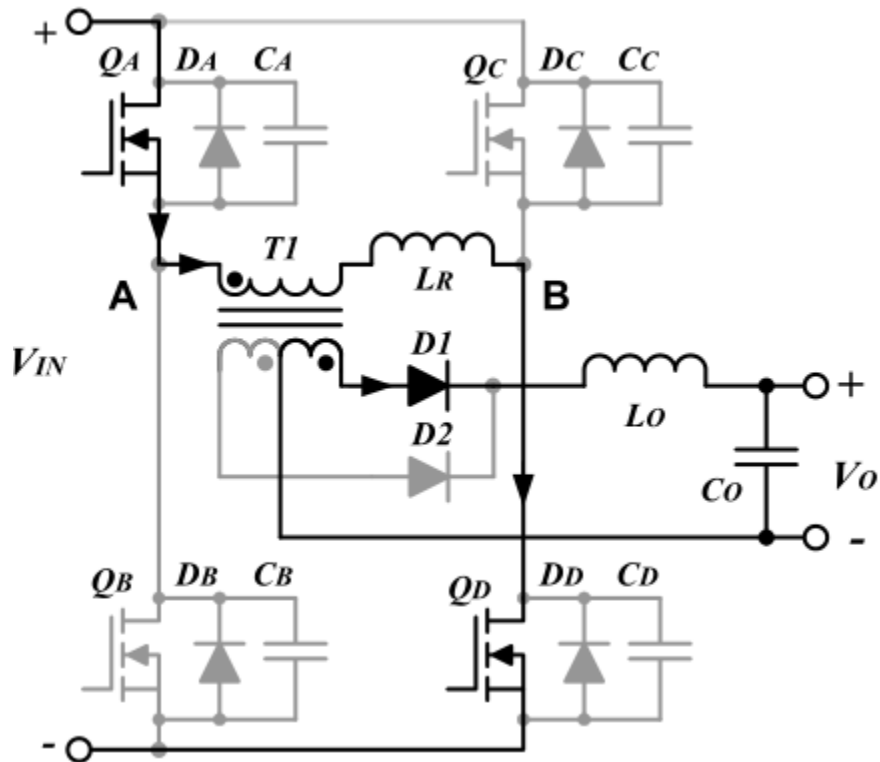 +
QA DA CA
QC DC CC
T1
LR
A
B
VIN
D1
D2
LO
+
CO
VO
-
QB DB CB
QD DD CD
-